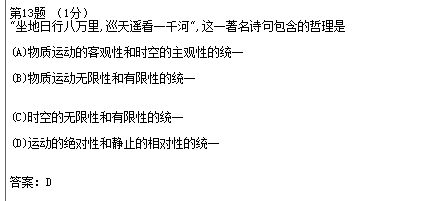 第13题 （1分）
“坐地日行八万里,巡天遥看一千河”,这一著名诗句包含的哲理是
(A)物质运动的客观性和时空的主观性的统一
(B)物质运动无限性和有限性的统一
(C)时空的无限性和有限性的统一
(D)运动的绝对性和静止的相对性的统一
答案：D